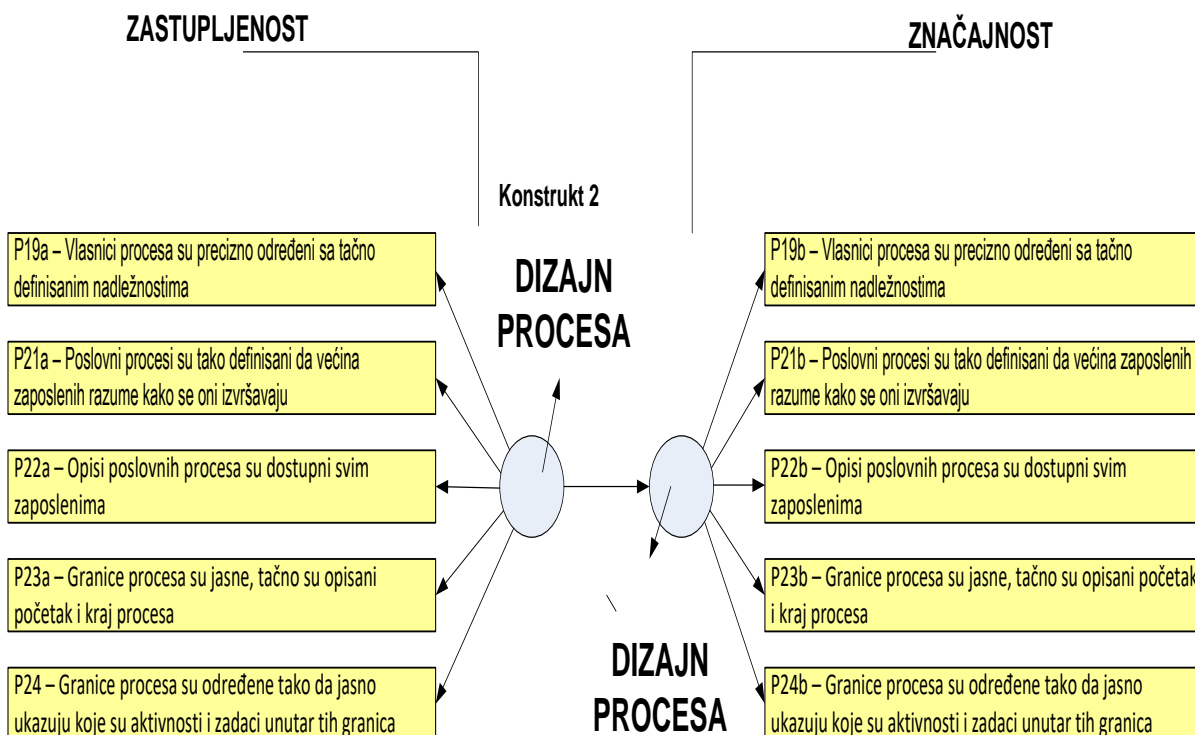 ZASTUPLJENOST
ZNAČAJNOST
Konstrukt 2
DIZAJN
PROCESA
P19a – Vlasnici procesa su precizno određeni sa tačno
definisanim nadležnostima
P21a – Poslovni procesi su tako definisani da većina
zaposlenih razume kako se oni izvršavaju
P22a – Opisi poslovnih procesa su dostupni svim
zaposlenima
P23a – Granice procesa su jasne, tačno su opisani
početak i kraj procesa
P24 – Granice procesa su određene tako da jasno
ukazuju koje su aktivnosti i zadaci unutar tih granica
P19b – Vlasnici procesa su precizno određeni sa tačno
definisanim nadležnostima
P21b – Poslovni procesi su tako definisani da većina zaposlenih
razume kako se oni izvršavaju
P22b – Opisi poslovnih procesa su dostupni svim
zaposlenima
P23b – Granice procesa su jasne, tačno su opisani početak
i kraj procesa
P24b – Granice procesa su određene tako da jasno
ukazuju koje su aktivnosti i zadaci unutar tih granica
DIZAJN
PROCESA